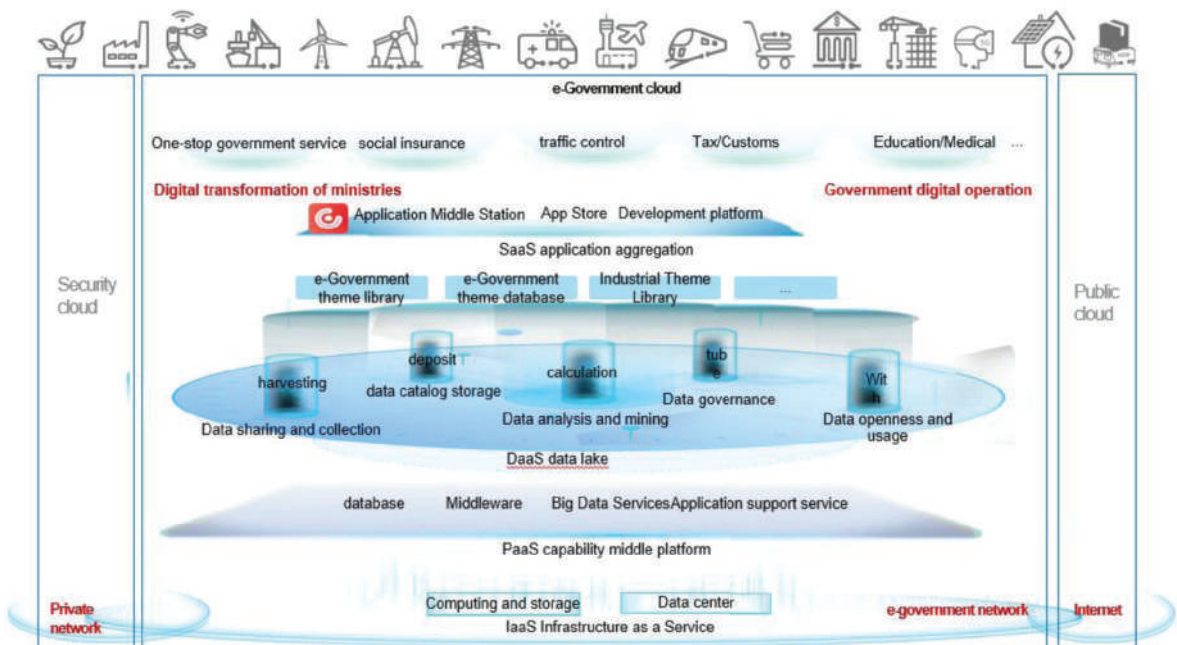 e-Government cloud
One-stop government service social insurance traffic control Tax/Customs Education/Medical ...
Digital transformation of ministries Government digital operation
Application Middle Station App Store Development platform
SaaS application aggregation
Security
cloud
Public
cloud
e-Government
theme library
e-Government
theme database
Industrial Theme
Library
...
harvesting
Data sharing and collection
deposit
data catalog storage
calculation
Data analysis and mining
tub
e
Data governance
Wit
h
Data openness and
usage
DaaS data lake
database Middleware Big Data Services Application support service
PaaS capability middle platform
Computing and storage Data center
IaaS Infrastructure as a Service
Private
network
e-government network
Internet